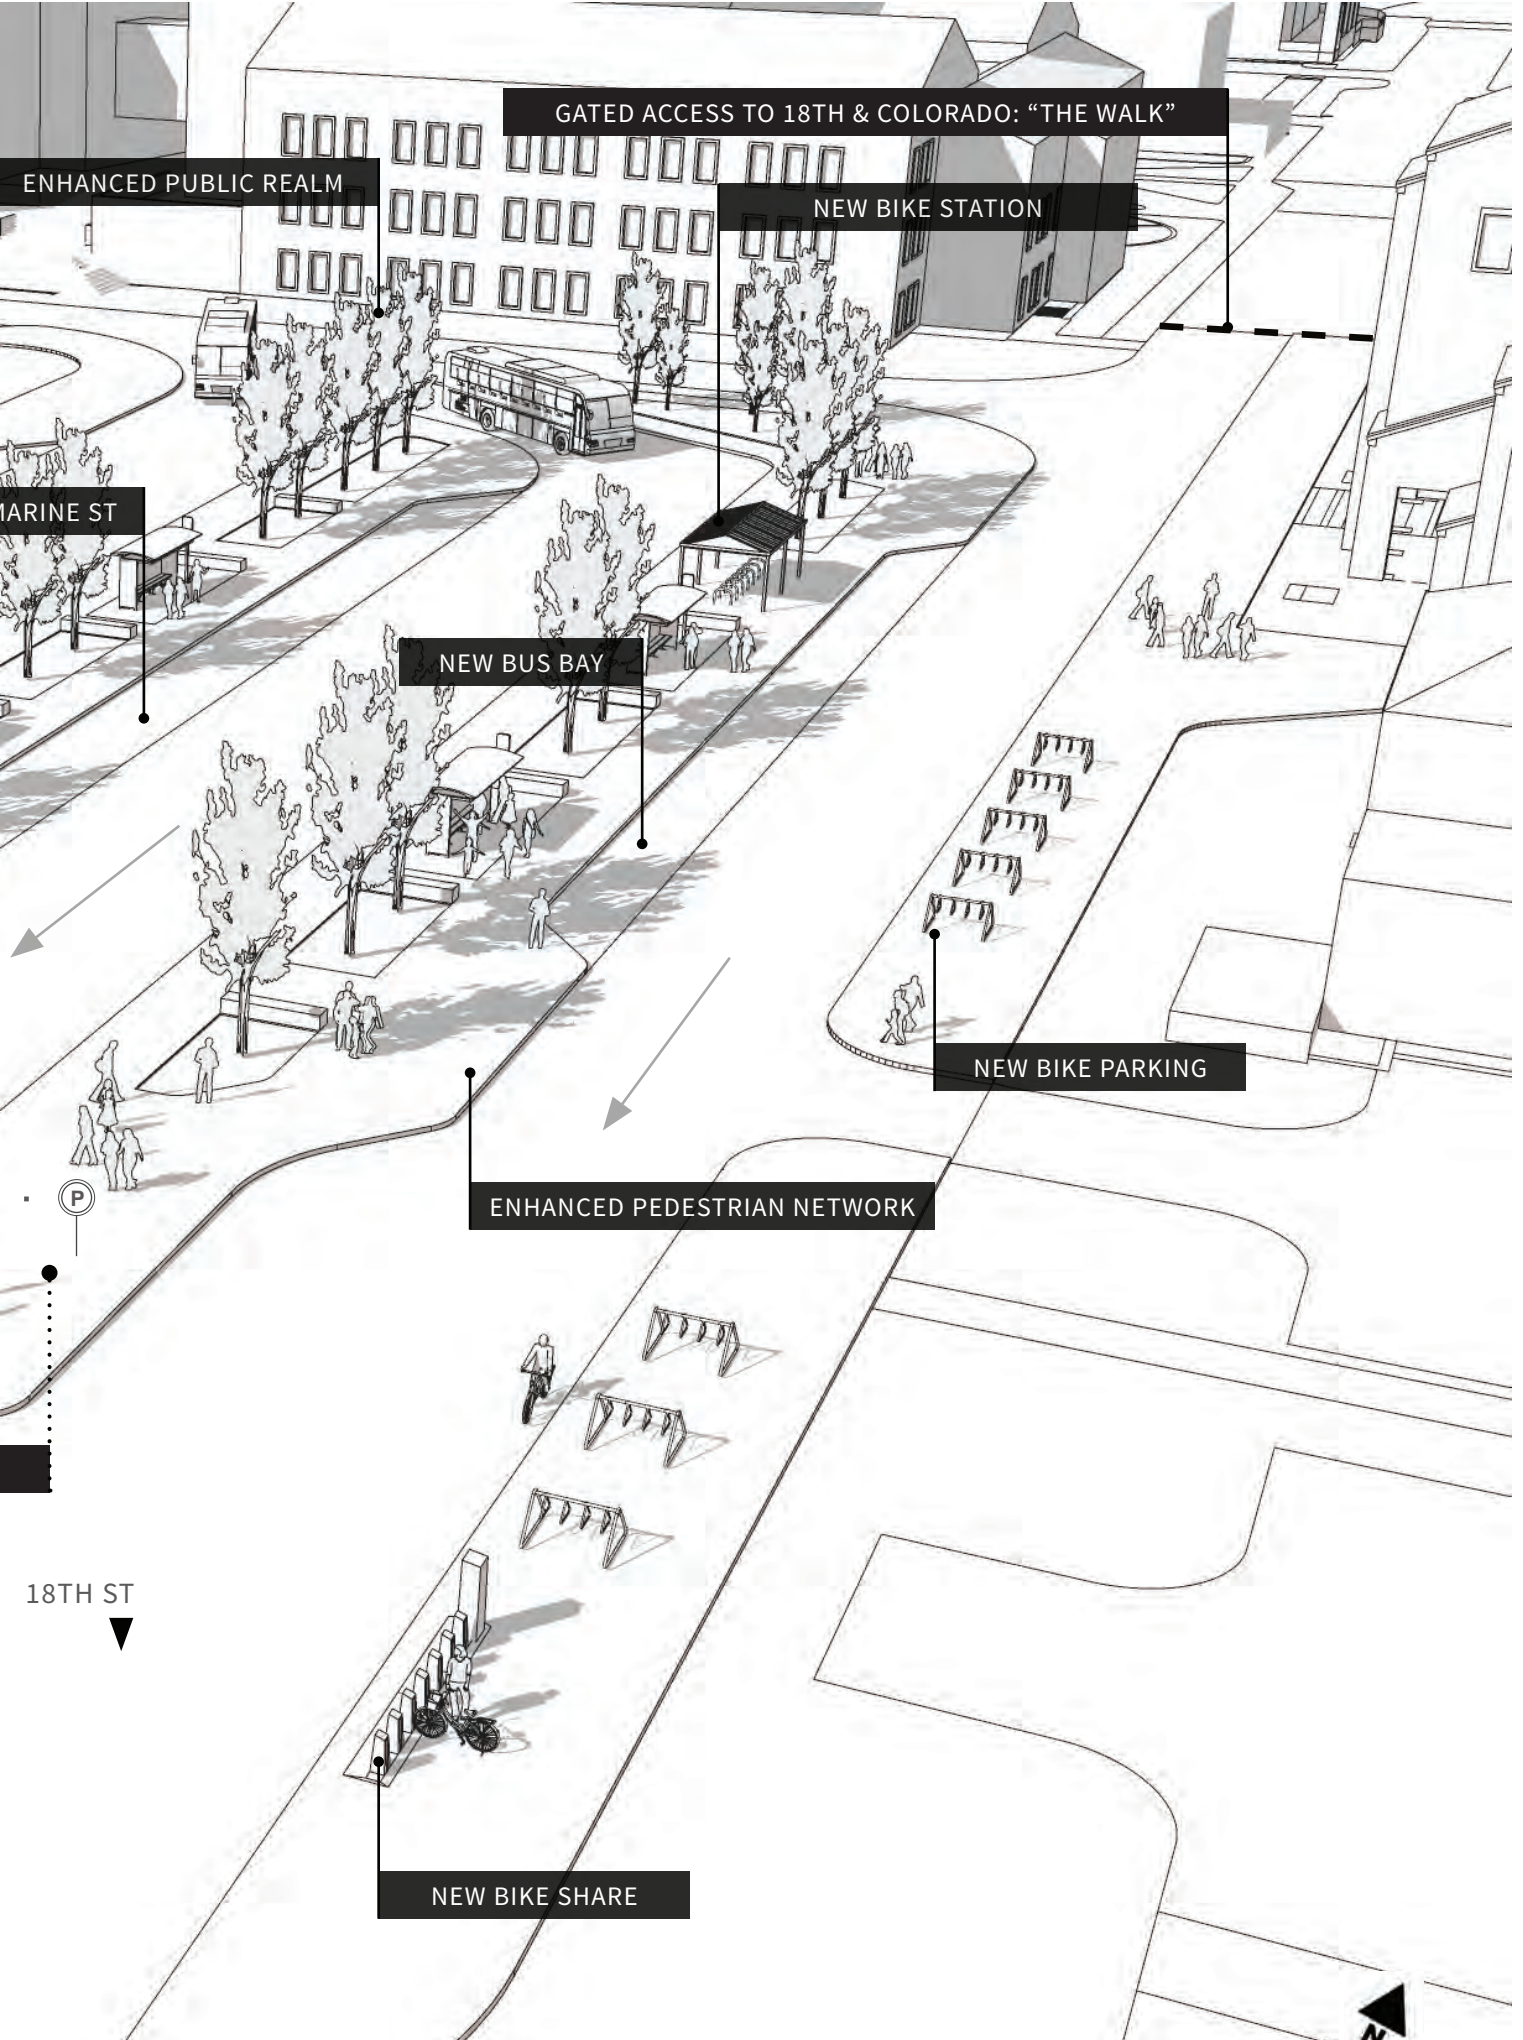 GATED ACCESS TO 18TH & COLORADO: “THE WALK”
ENHANCED PUBLIC REALM
NEW BIKE STATION
MARINE ST
NEW BUS BAY
NEW BIKE PARKING
P
ENHANCED PEDESTRIAN NETWORK
18TH ST
NEW BIKE SHARE
N